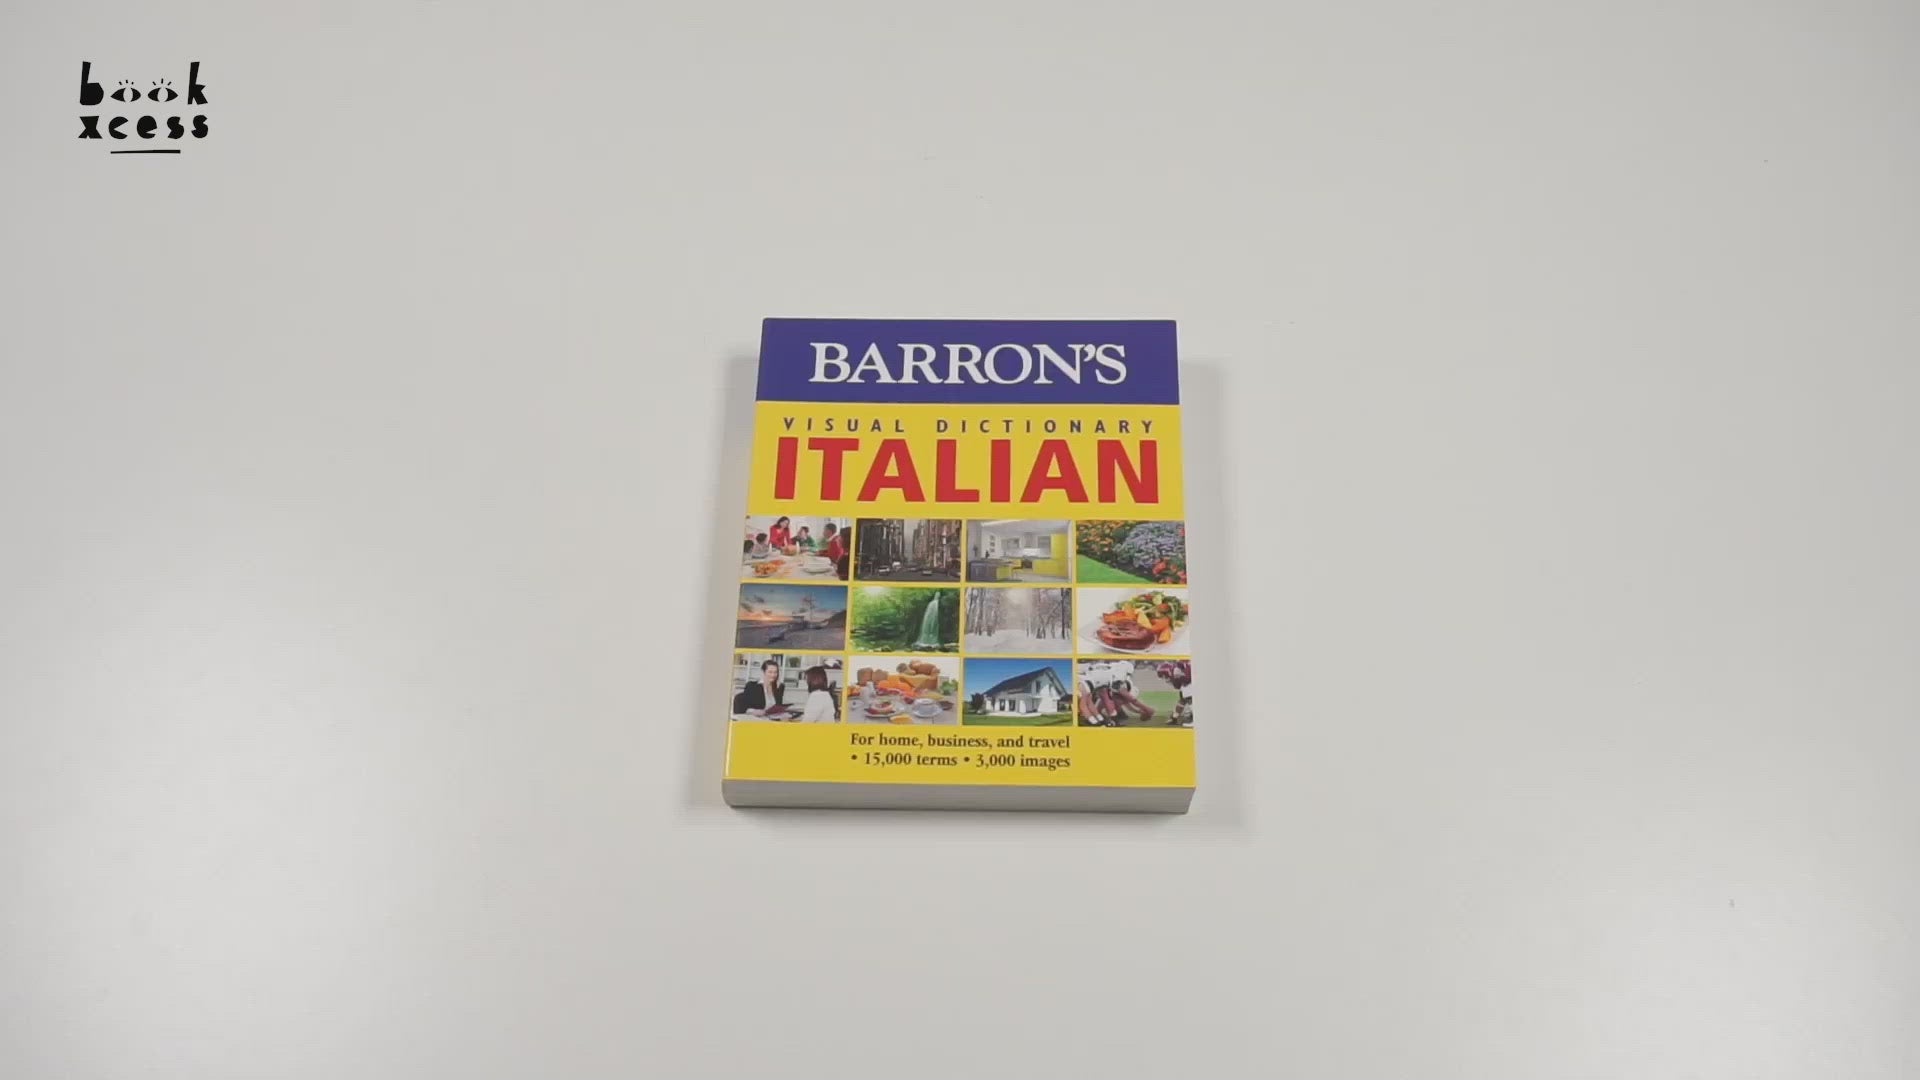 book
xcess
BARRON'S
VISUAL DICTIONARY
ITALIAN
For home, business, and travel
• 15,000 terms • 3,000 images